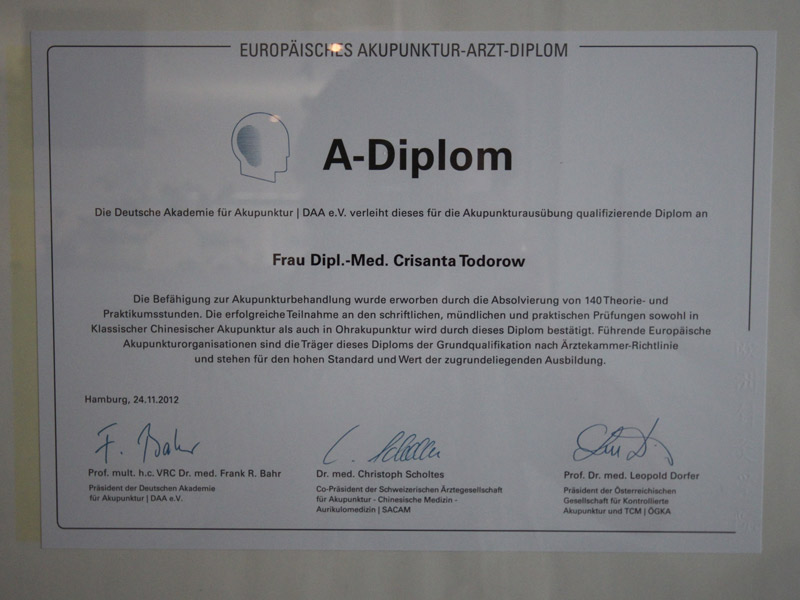 EUROPÄISCHES AKUPUNKTUR-ARZT-DIPLOM
A-Diplom
Die Deutsche Akademie für Akupunktur | DAA e.V. verleiht dieses für die Akupunkturausübung qualifizierende Diplom an
Frau Dipl.-Med. Crisanta Todorow
Die Befähigung zur Akupunkturbehandlung wurde erworben durch die Absolvierung von 140 Theorie- und
Praktikumsstunden. Die erfolgreiche Teilnahme an den schriftlichen, mündlichen und praktischen Prüfungen sowohl in
Klassischer Chinesischer Akupunktur als auch in Ohrakupunktur wird durch dieses Diplom bestätigt. Führende Europäische
Akupunkturorganisationen sind die Träger dieses Diploms der Grundqualifikation nach Ärztekammer-Richtlinie
und stehen für den hohen Standard und Wert der zugrundeliegenden Ausbildung.
Hamburg, 24.11.2012
F. Bahr
Prof. mult. h.c. VRC Dr. med. Frank R. Bahr
Präsident der Deutschen Akademie
für Akupunktur | DAA e.V.
Dr. med. Christoph Scholtes
Co-Präsident der Schweizerischen Ärztegesellschaft
für Akupunktur - Chinesische Medizin -
Aurikulomedizin | SACAM
Prof. Dr. med. Leopold Dorfer
Präsident der Österreichischen
Gesellschaft für Kontrollierte
Akupunktur und TCM | ÖGKA